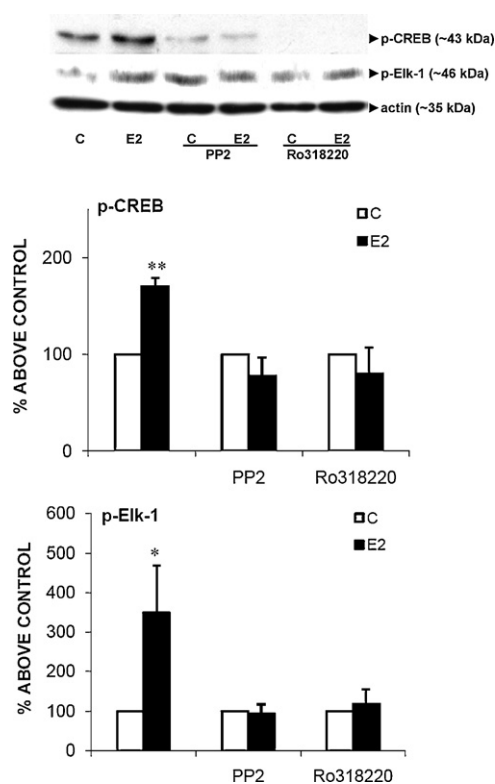 ►p-CREB (~43 kDa)
►p-Elk-1 (~46 kDa)
►actin (~35 kDa)
C E2 C E2 C E2
PP2 Ro318220
p-CREB
C
E2
% ABOVE CONTROL
200
100
0
**
PP2 Ro318220
p-Elk-1
C
E2
% ABOVE CONTROL
600
500
400
300
200
100
0
*
PP2 Ro318220